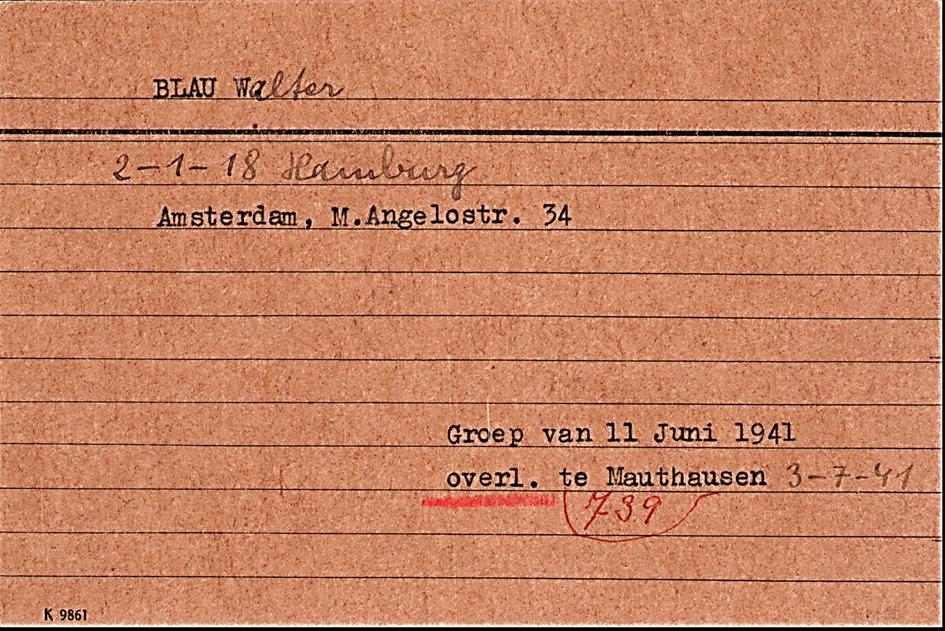 BLAU Walter
2-1-18 Hamburg
Amsterdam, M.Angelostr. 34
Groep van 11 Juni 1941
overl. te Mauthausen 3-7-41
739
K 9861